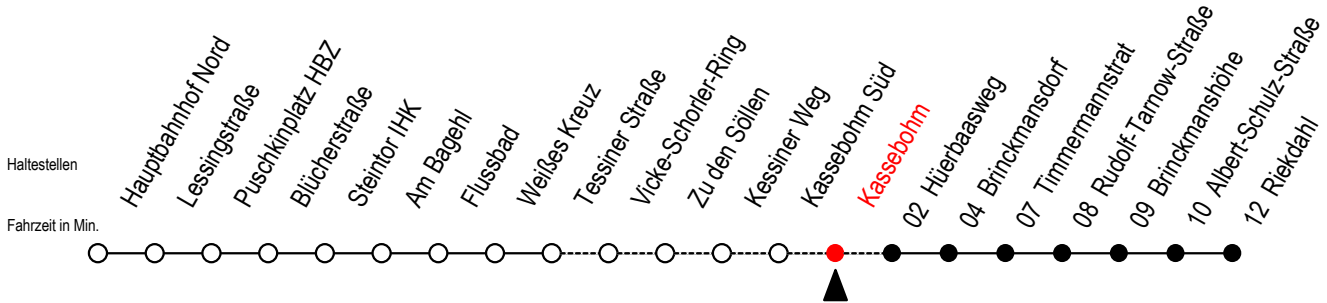 Haltestellen
Hauptbahnhof Nord
Lessingstraße
Puschkinplatz HBZ
Blücherstraße
Steintor IHK
Am Bagehl
Flussbad
Weißes Kreuz
Tessiner Straße
Vicke-Schorler-Ring
Zu den Söllen
Kessiner Weg
Kassebohm Süd
Kassebohm
Fahrzeit in Min.
02 Hüerbaasweg
04 Brinckmansdorf
07 Timmermannstrat
08 Rudolf-Tarnow-Straße
09 Brinckmanshöhe
10 Albert-Schulz-Straße
12 Riekdahl